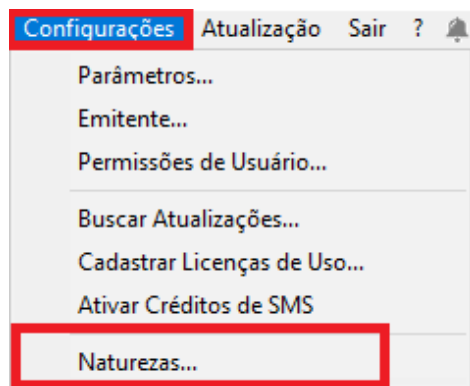 Configurações Atualização Sair ?
Parâmetros...
Emitente...
Permissões de Usuário...
Buscar Atualizações...
Cadastrar Licenças de Uso...
Ativar Créditos de SMS
Naturezas...